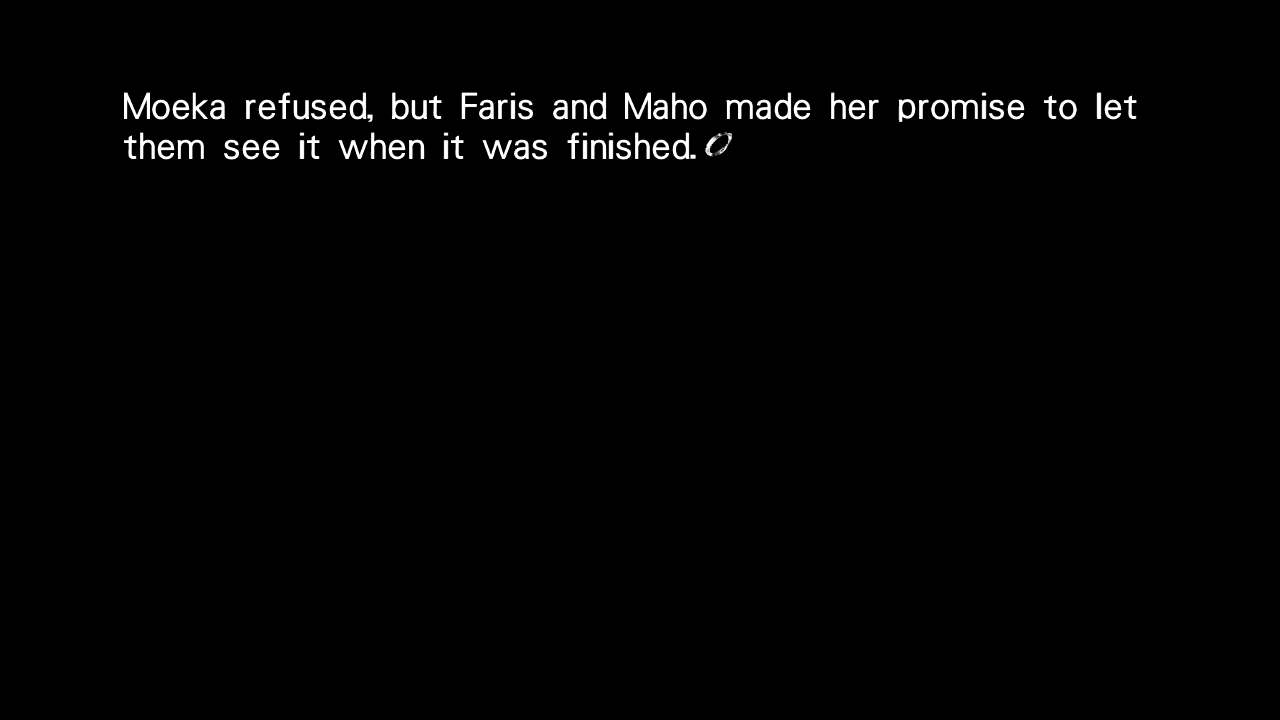 Moeka refused, but Faris and Maho made her promise to let
them see it when it was finished.